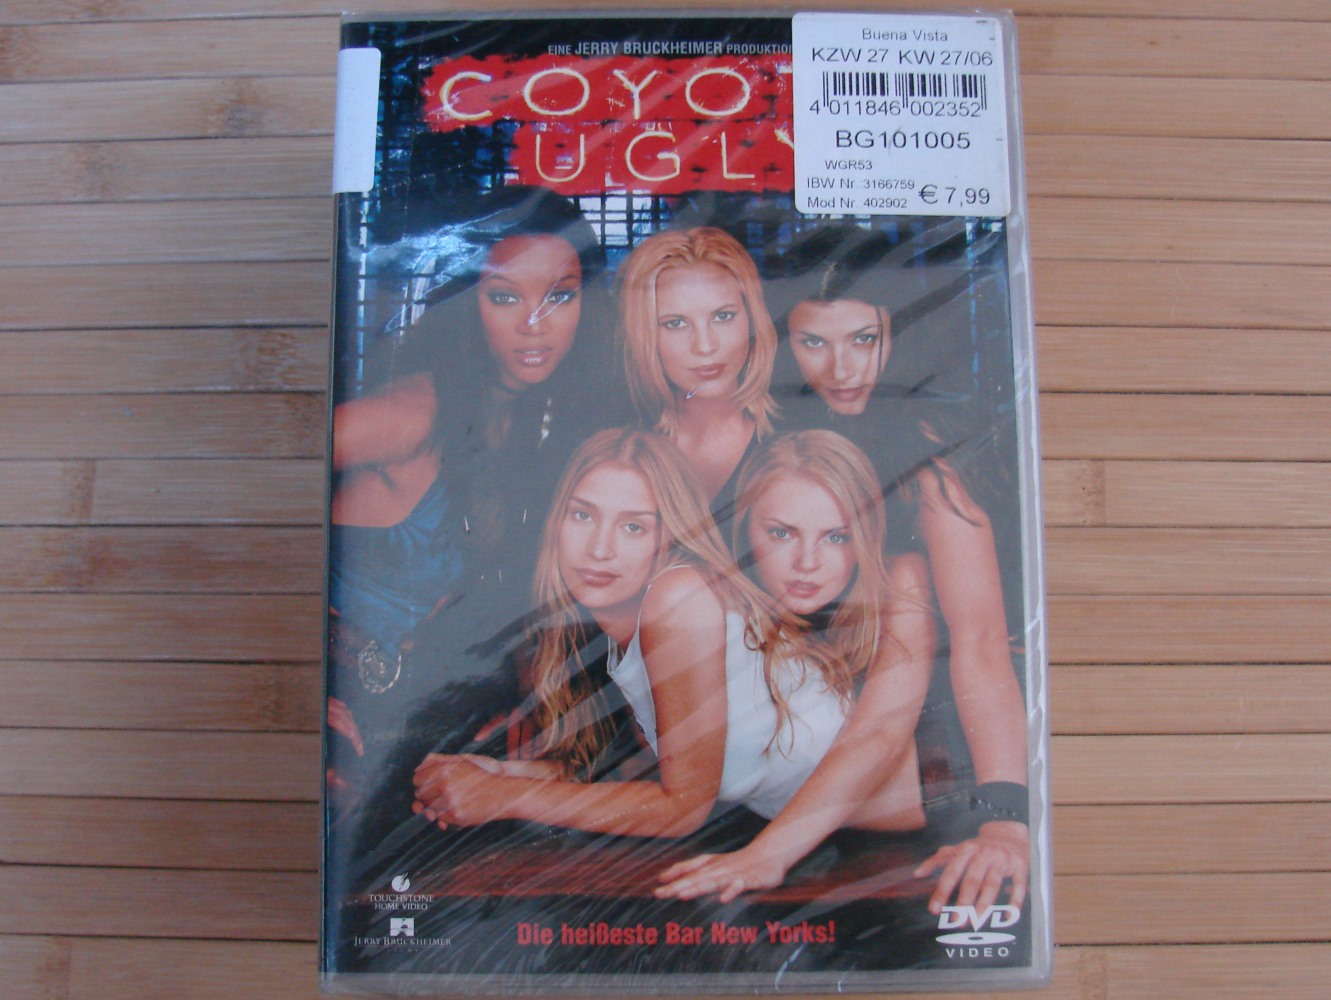 EINE JERRY BRUCKHEIMER PRODUKTION
COYOT
UGLY
Buena Vista
KZW 27 KW 27/06
4 011846 002352
BG101005
WGR53
IBW Nr.:3166759
Mod Nr. 402902
€ 7,99
TOUCHSTONE
HOME VIDEO
JERRY BRUCKHEIMER
Die heißeste Bar New Yorks!
DVD
VIDEO